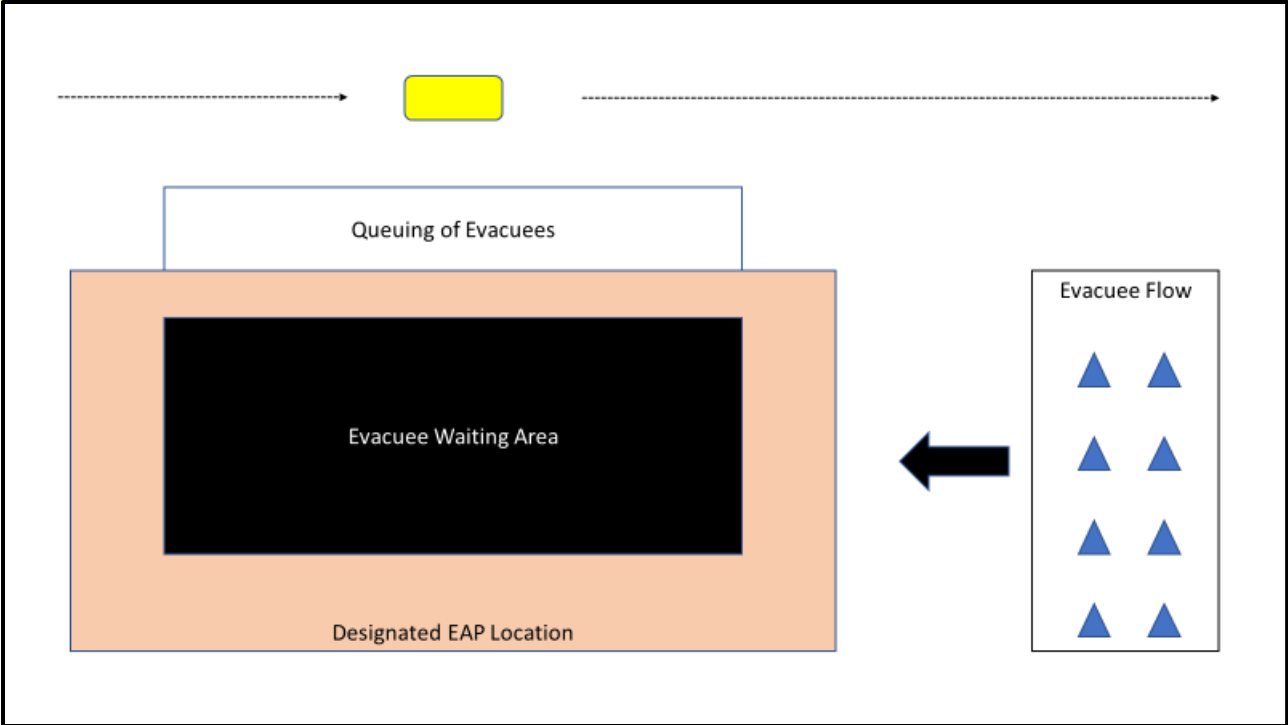 Queuing of Evacuees
Evacuee Flow
Evacuee Waiting Area
Designated EAP Location